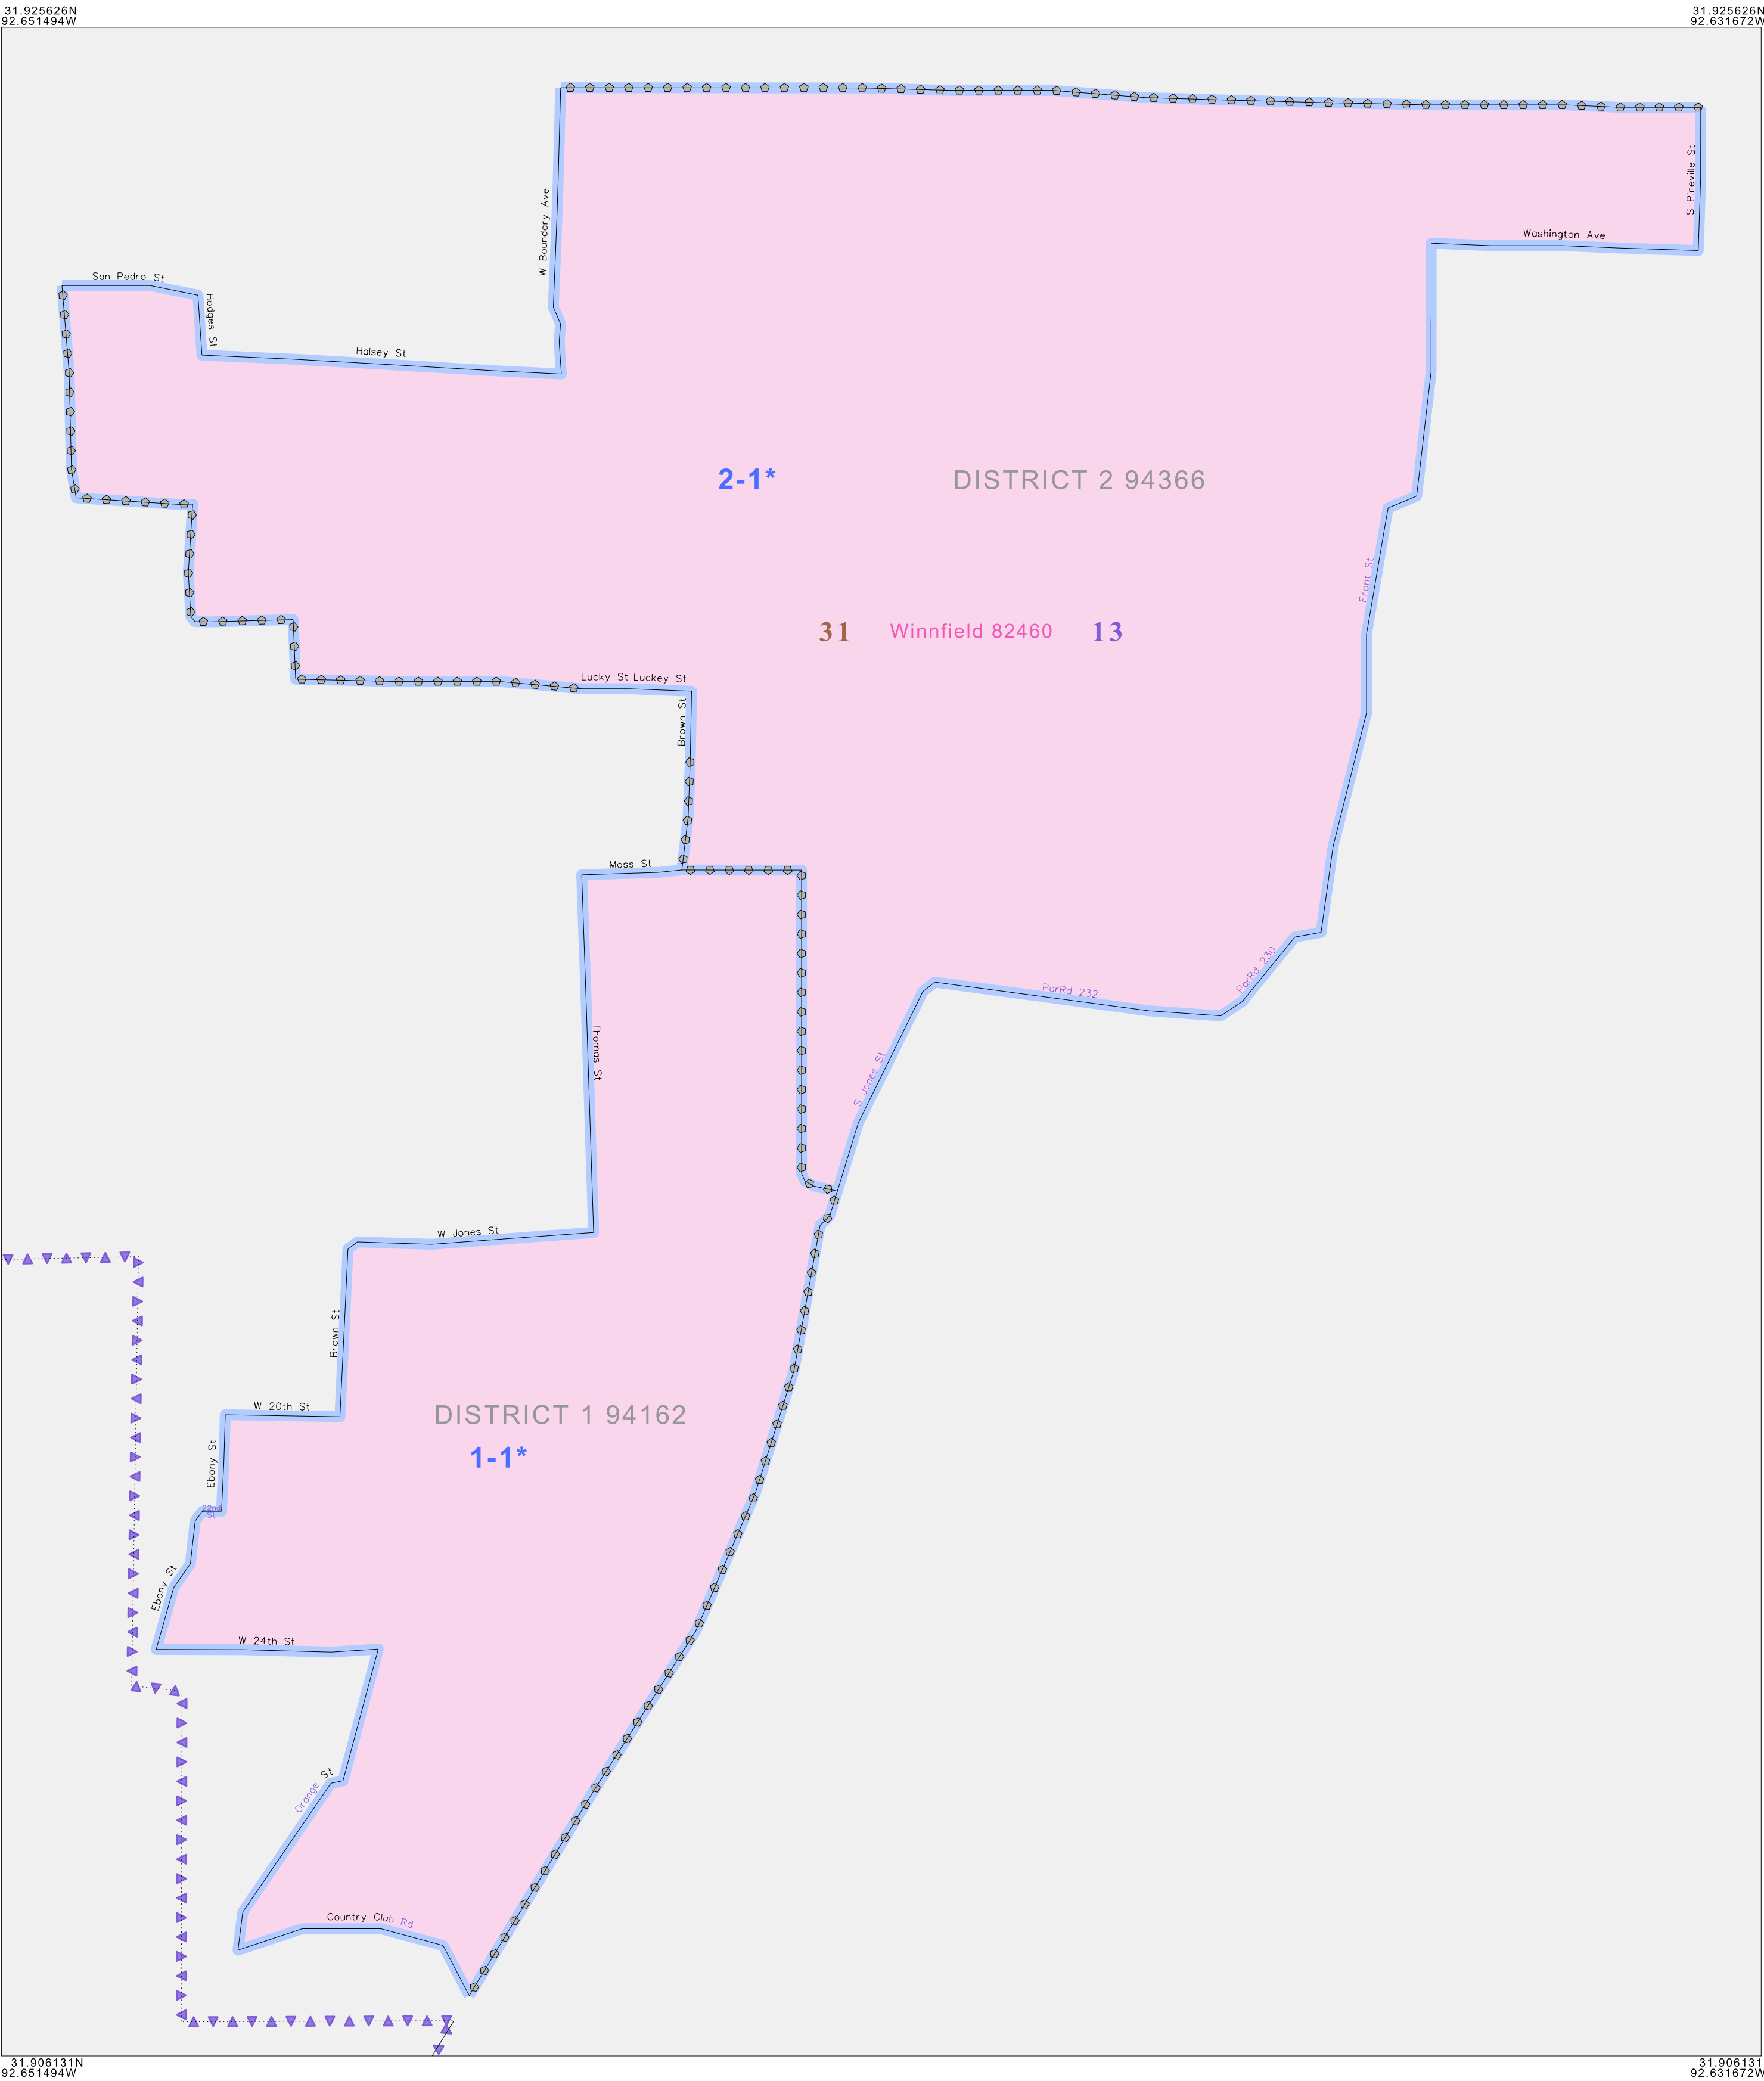 31.925626N
92.651494W
31.925626N
92.631672W
S Pineville St
W Boundary Ave
Washington Ave
San Pedro St
Hodges St
Halsey St
2-1*
DISTRICT 2 94366
Front St
31
Winnfield 82460
13
Lucky St Luckey St
Brown St
Moss St
ParRd 230
ParRd 232
Thomas St
S Jones St
W Jones St
Brown St
W 20th St
DISTRICT 1 94162
1-1*
Ebony St
22nd
St
Ebony St
W 24th St
Orange St
Country Club Rd
31.906131N
92.651494W
31.906131
92.631672W